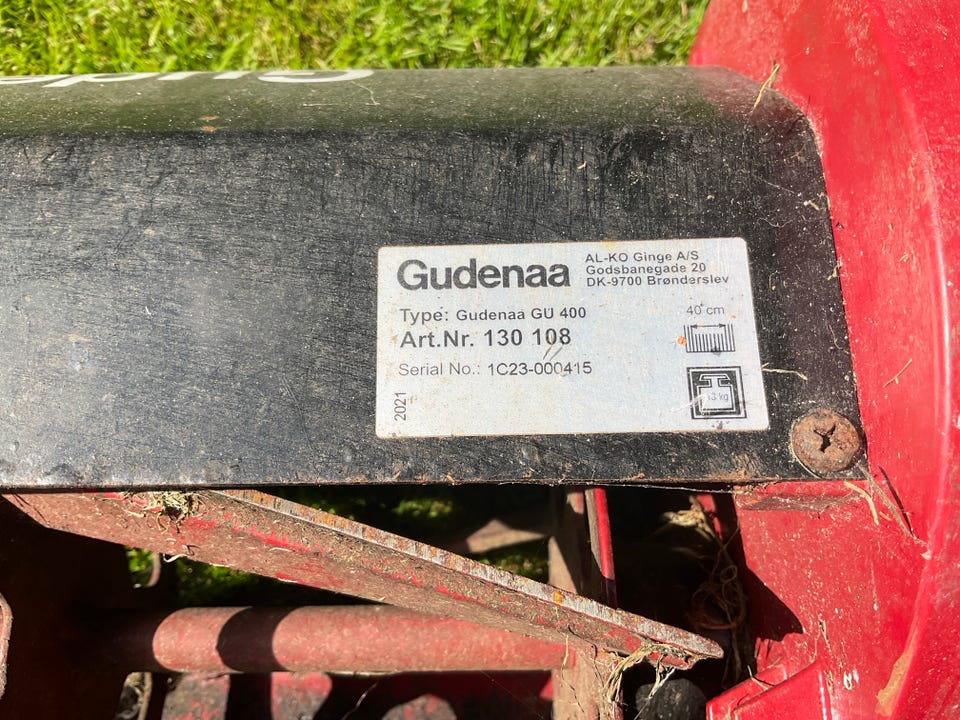 Gudenaa
AL-KO Ginge A/S
Godsbanegade 20
DK-9700 Brønderslev
Type: Gudenaa GU 400
Art.Nr. 130 108
40 cm
Serial No.: 1C23-000415
2021
kg